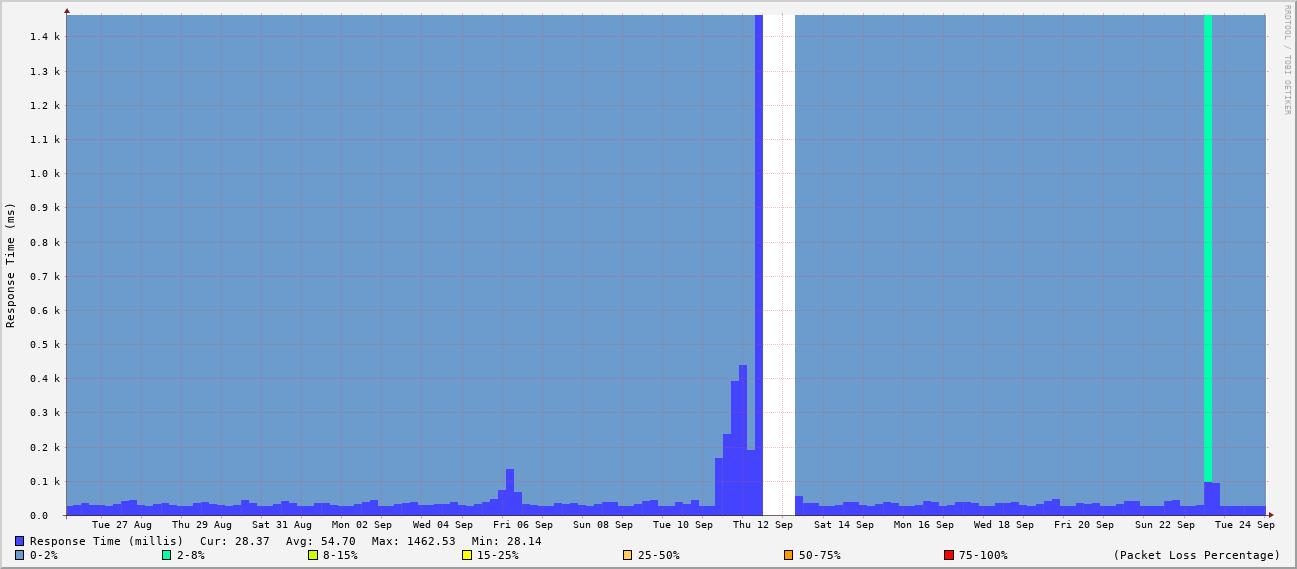 RRDTOOL / TOBI OETIKER
Response Time (ms)
1.4 k
1.3 k
1.2 k
1.1 k
1.0 k
0.9 k
0.8 k
0.7 k
0.6 k
0.5 k
0.4 k
0.3 k
0.2 k
0.1 k
0.0
Tue 27 Aug Thu 29 Aug Sat 31 Aug Mon 02 Sep Wed 04 Sep Fri 06 Sep Sun 08 Sep Tue 10 Sep Thu 12 Sep Sat 14 Sep Mon 16 Sep Wed 18 Sep Fri 20 Sep Sun 22 Sep Tue 24 Sep
Response Time (millis) Cur: 28.37 Avg: 54.70 Max: 1462.53 Min: 28.14
0-2% 2-8% 8-15% 15-25% 25-50% 50-75% 75-100% (Packet Loss Percentage)